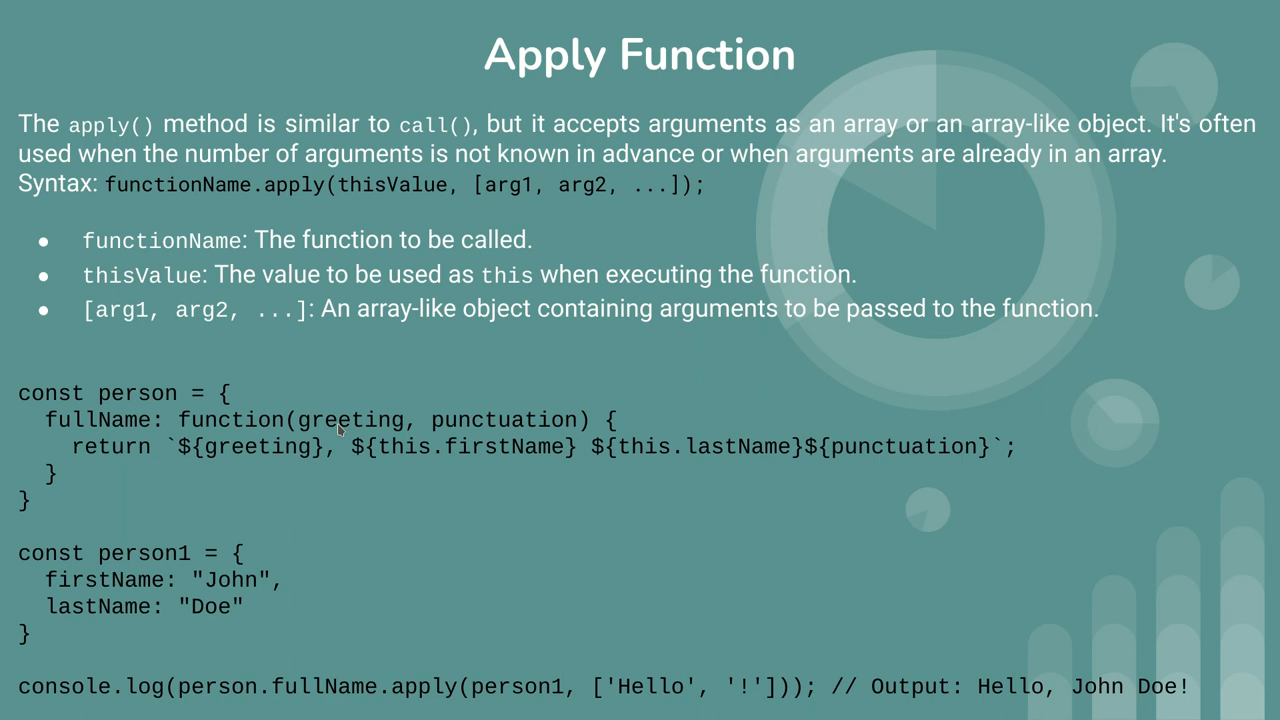 Apply Function
The apply() method is similar to call(), but it accepts arguments as an array or an array-like object. It's often
used when the number of arguments is not known in advance or when arguments are already in an array.
Syntax: functionName.apply(thisValue, [arg1, arg2, ...]);
● functionName: The function to be called.
● thisValue: The value to be used as this when executing the function.
● [arg1, arg2, ...]: An array-like object containing arguments to be passed to the function.
const person = {
  fullName: function(greeting, punctuation) {
    return `${greeting}, ${this.firstName} ${this.lastName}${punctuation}`;
  }
}
const person1 = {
  firstName: "John",
  lastName: "Doe"
}
console.log(person.fullName.apply(person1, ['Hello', '!'])); // Output: Hello, John Doe!